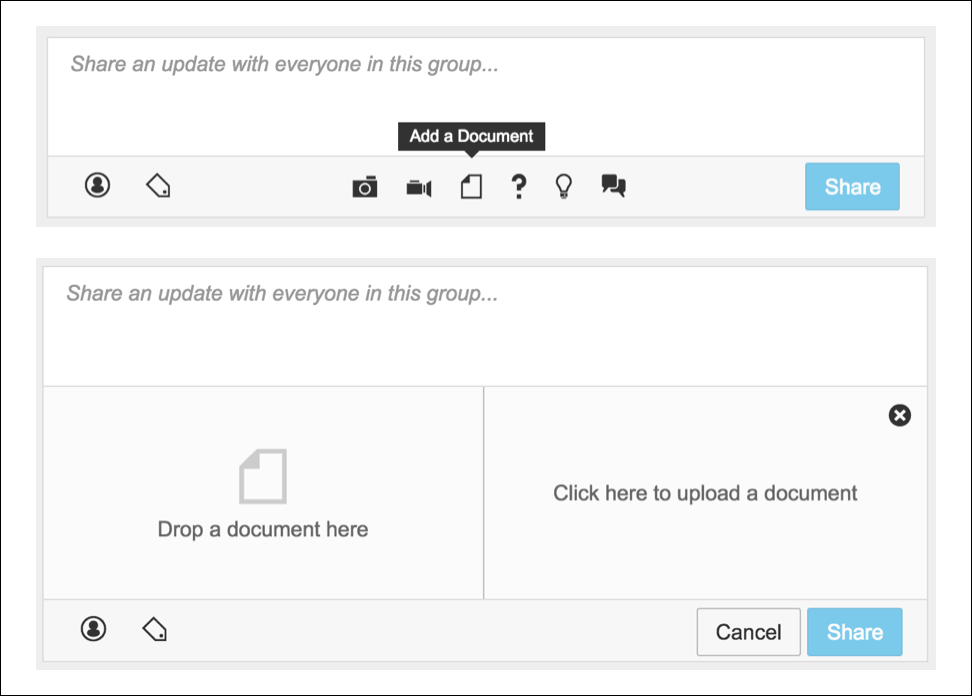 Share an update with everyone in this group...
Add a Document
Share
Share an update with everyone in this group...
Drop a document here
Click here to upload a document
Cancel
Share